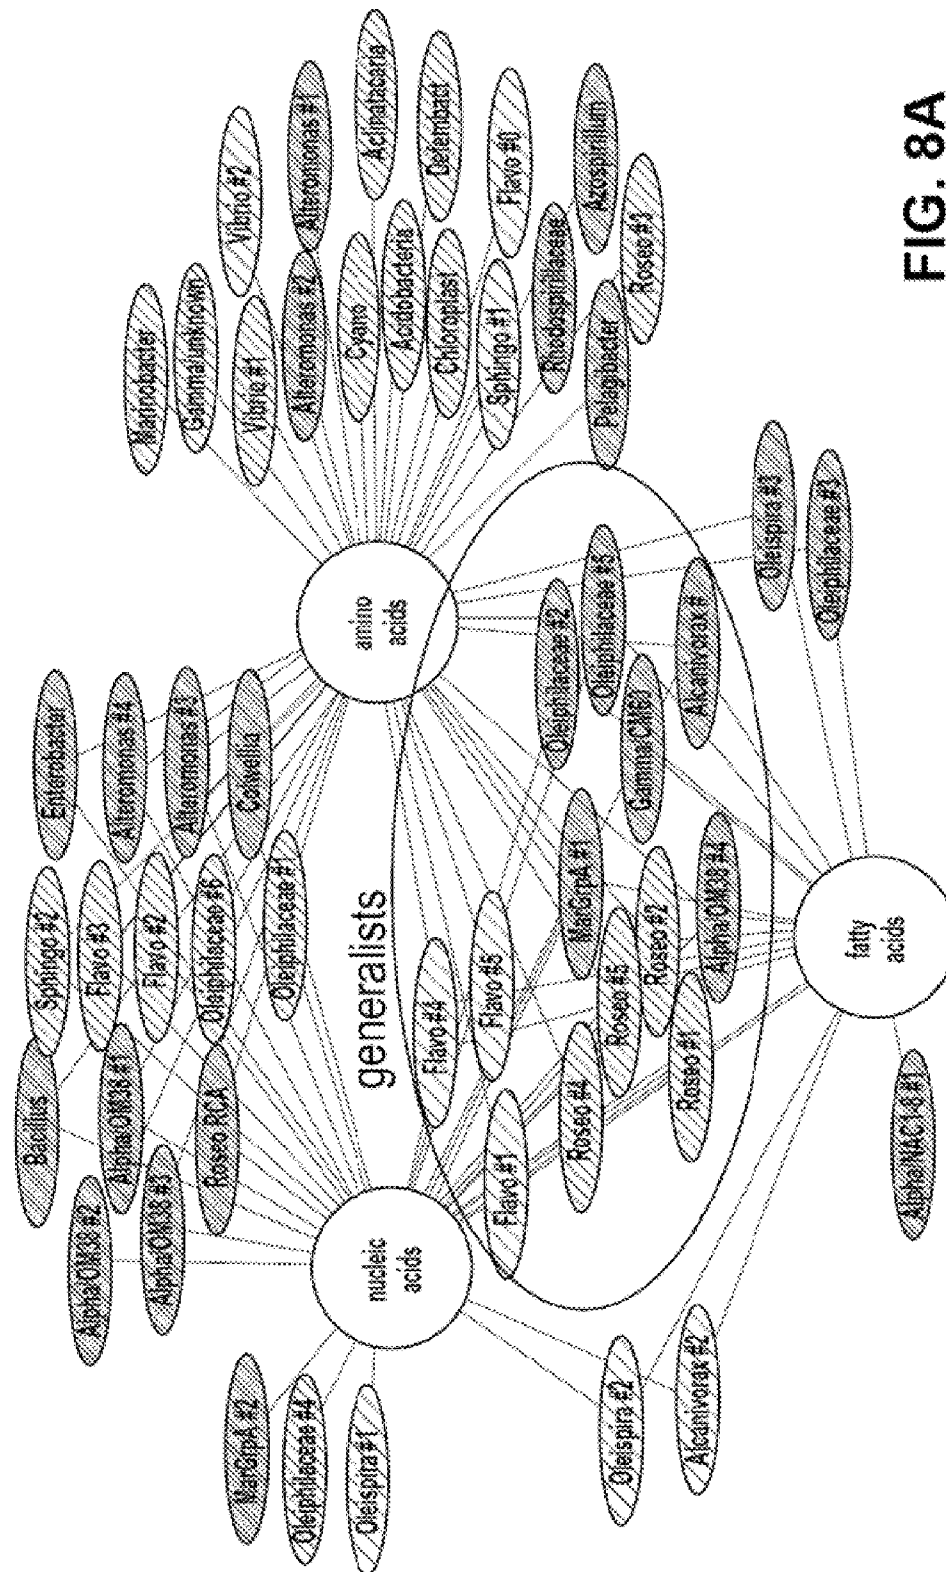 Marinobacter
Gamma/unknown
Vibrio #2
Vibrio #1
Alteromonas #1
Alteromonas #2
Cyano
Acidobacteria
Chloroplast
Deferribact
Flavo #0
Sphingo #1
Rhodospirilaceae
Azospirilum
Pelagibacter
Roseo #3
amino
acids
Enterobacter
Alteromonas #4
Alteromonas #3
Colwellia
Sphingo #2
Flavo #3
Flavo #2
Oleiphilaceae #6
Oleiphilaceae #1
Bacillus
AlphaOM38 #1
Roseo RCA
AlphaOM38 #2
AlphaOM38 #3
generalists
Flavo #4
Flavo #5
Flavo #1
Oleiphilaceae #2
Oleiphilaceae #5
Alcanivorax #
GammaOM60
MarGrpA #1
Roseo #4
Roseo #5
Roseo #2
AlphaOM38 #4
Roseo #1
Oleispira #3
Oleiphilaceae #3
nucleic
acids
fatty
acids
MarGrpA #2
Oleiphilaceae #4
Oleispira #1
Oleispira #2
Alcanivorax #2
AlphaNAC1-6 #1
FIG. 8A